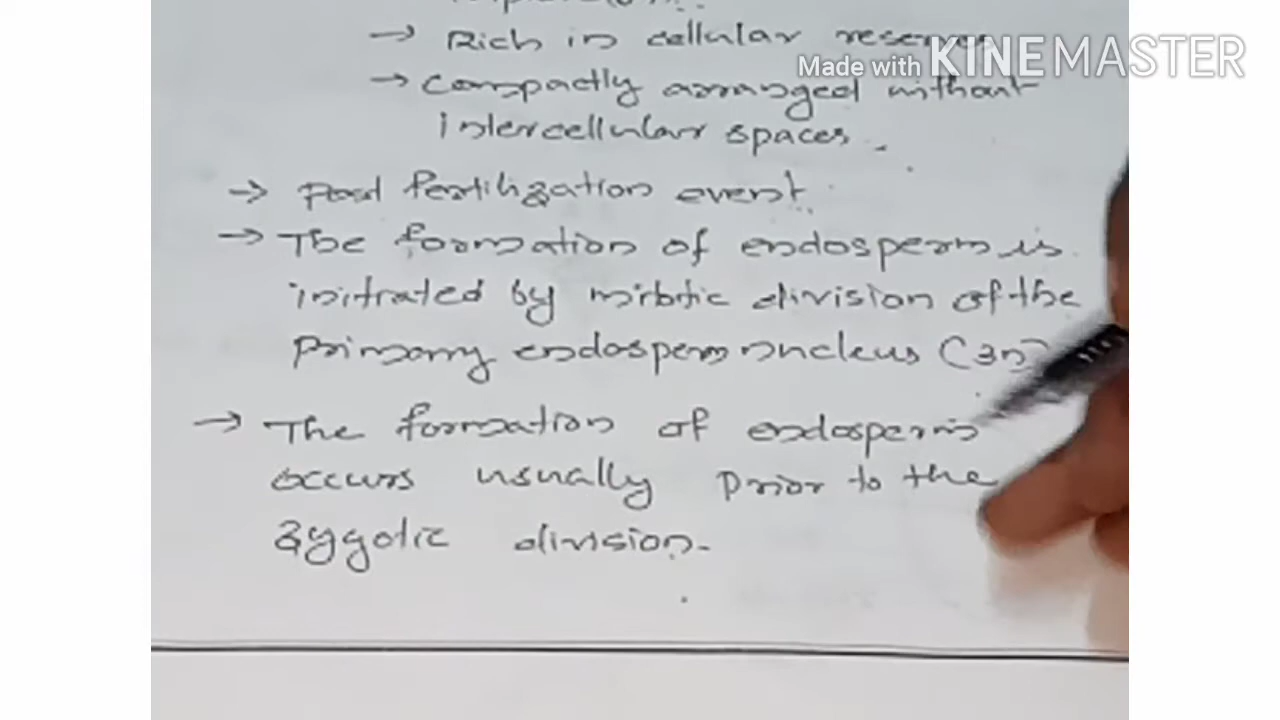 → Rich in cellular reserves
Made with KINEMASTER
→ Compactly arranged without
intercellular spaces.
→ Post fertilization event.
→ The formation of endosperm is
initiated by mitotic division of the
primary endosperm nucleus (3n)
→ The formation of endosperm
occurs usually prior to the
zygotic division.